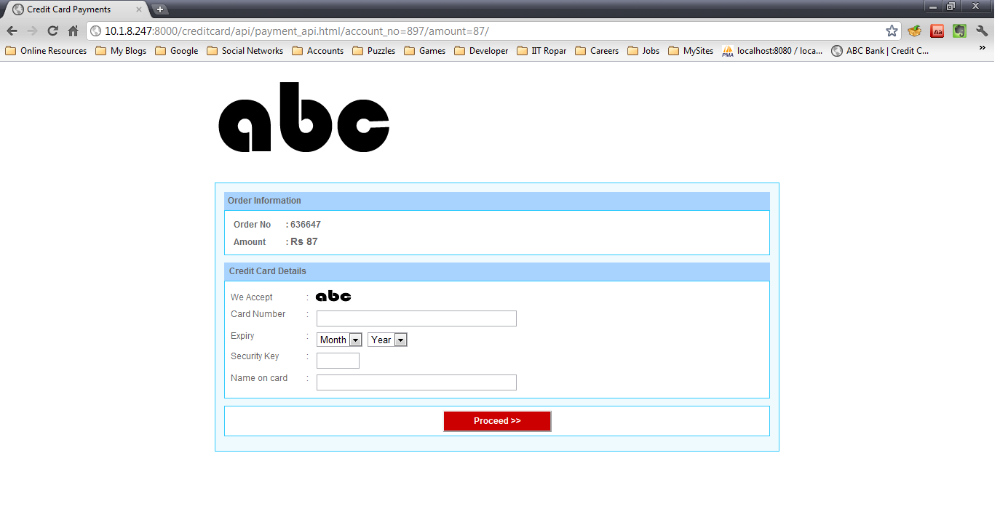 Credit Card Payments
10.1.8.247:8000/creditcard/api/payment_api.html/account_no=897/amount=87/
Aa
Online Resources My Blogs Google Social Networks Accounts Puzzles Games Developer IIT Ropar Careers Jobs MySites PMA localhost:8080 / loca... ABC Bank | Credit C... »
abc
Order Information
Order No : 636647
Amount : Rs 87
Credit Card Details
We Accept : abc
Card Number :
Expiry : Month Year
Security Key :
Name on card :
Proceed >>